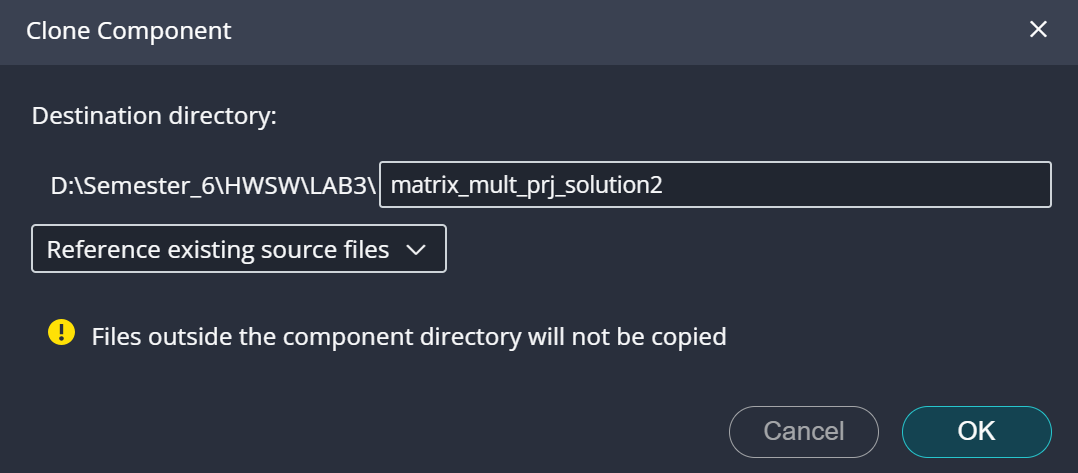 Clone Component
Destination directory:
D:\Semester_6\HWSW\LAB3\ matrix_mult_prj_solution2
Reference existing source files
Files outside the component directory will not be copied
Cancel OK